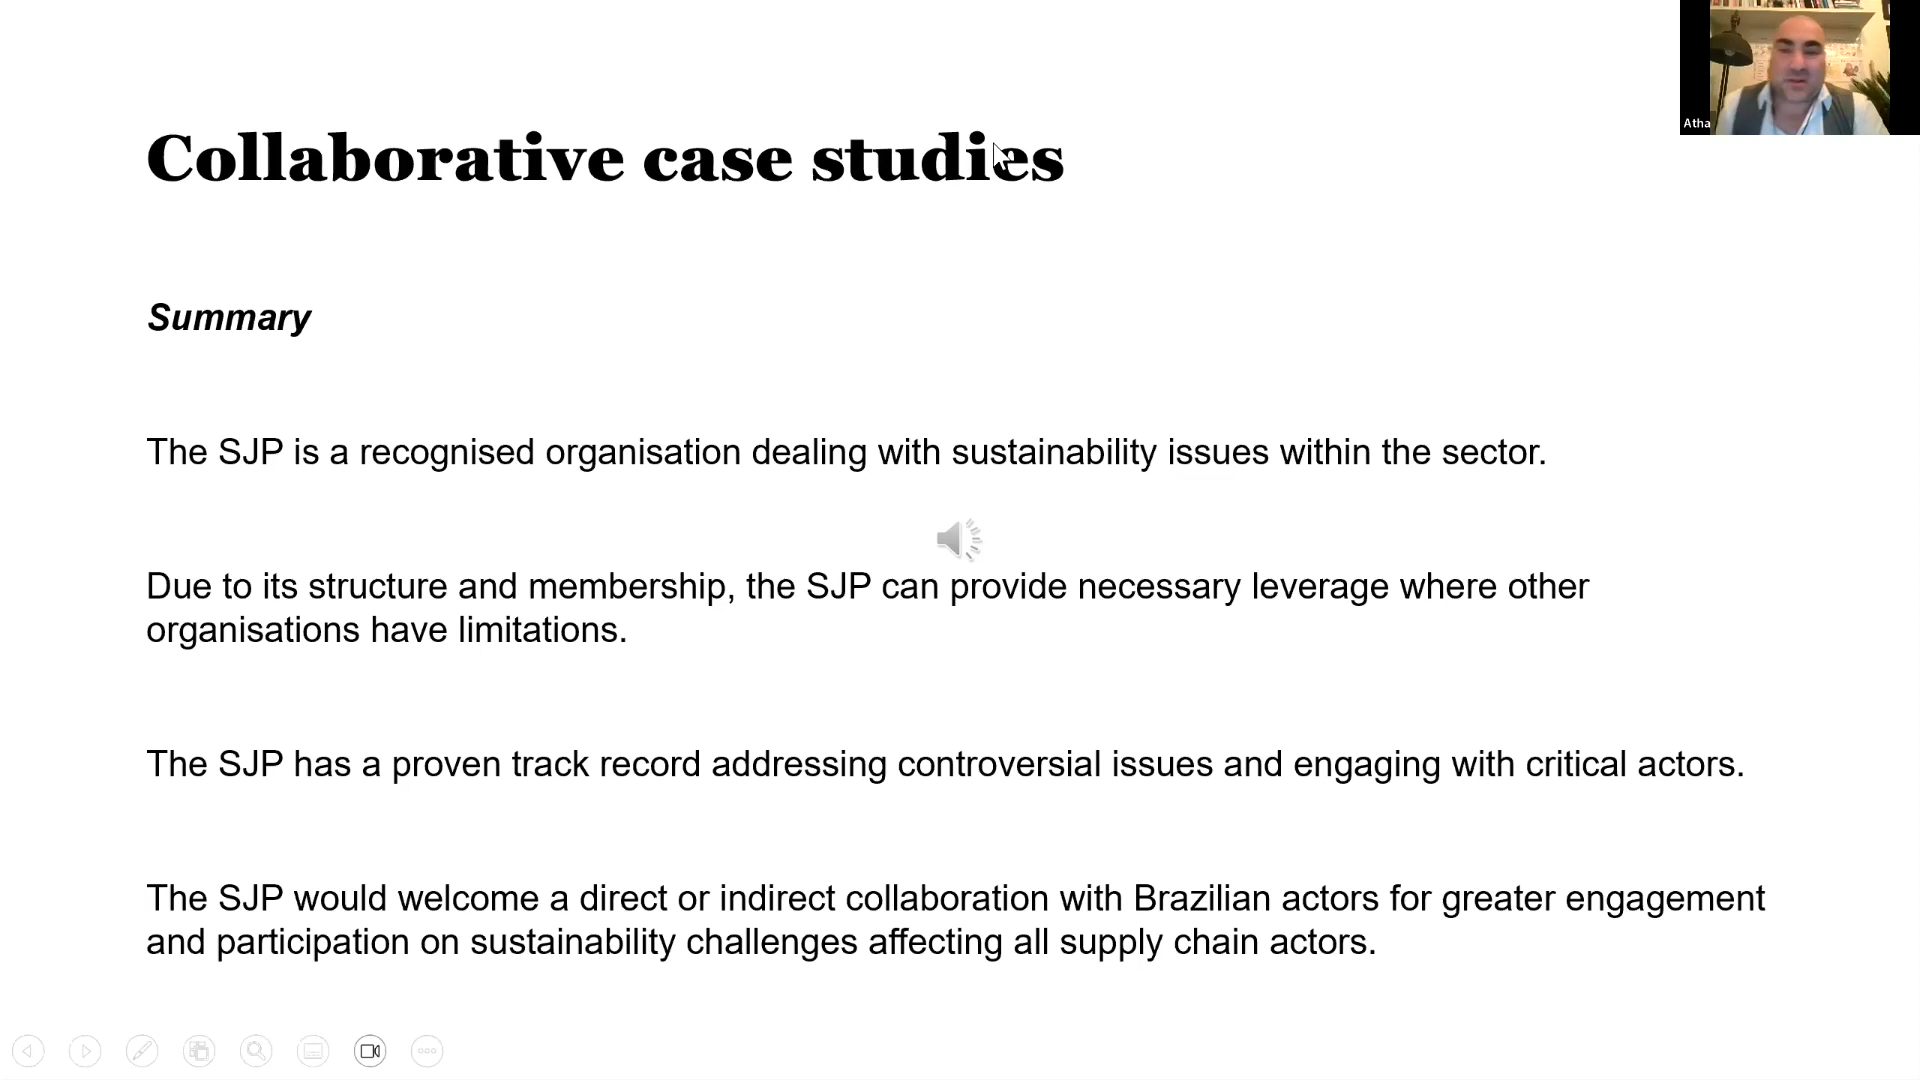 Atha
Collaborative case studies
Summary
The SJP is a recognised organisation dealing with sustainability issues within the sector.
Due to its structure and membership, the SJP can provide necessary leverage where other
organisations have limitations.
The SJP has a proven track record addressing controversial issues and engaging with critical actors.
The SJP would welcome a direct or indirect collaboration with Brazilian actors for greater engagement
and participation on sustainability challenges affecting all supply chain actors.